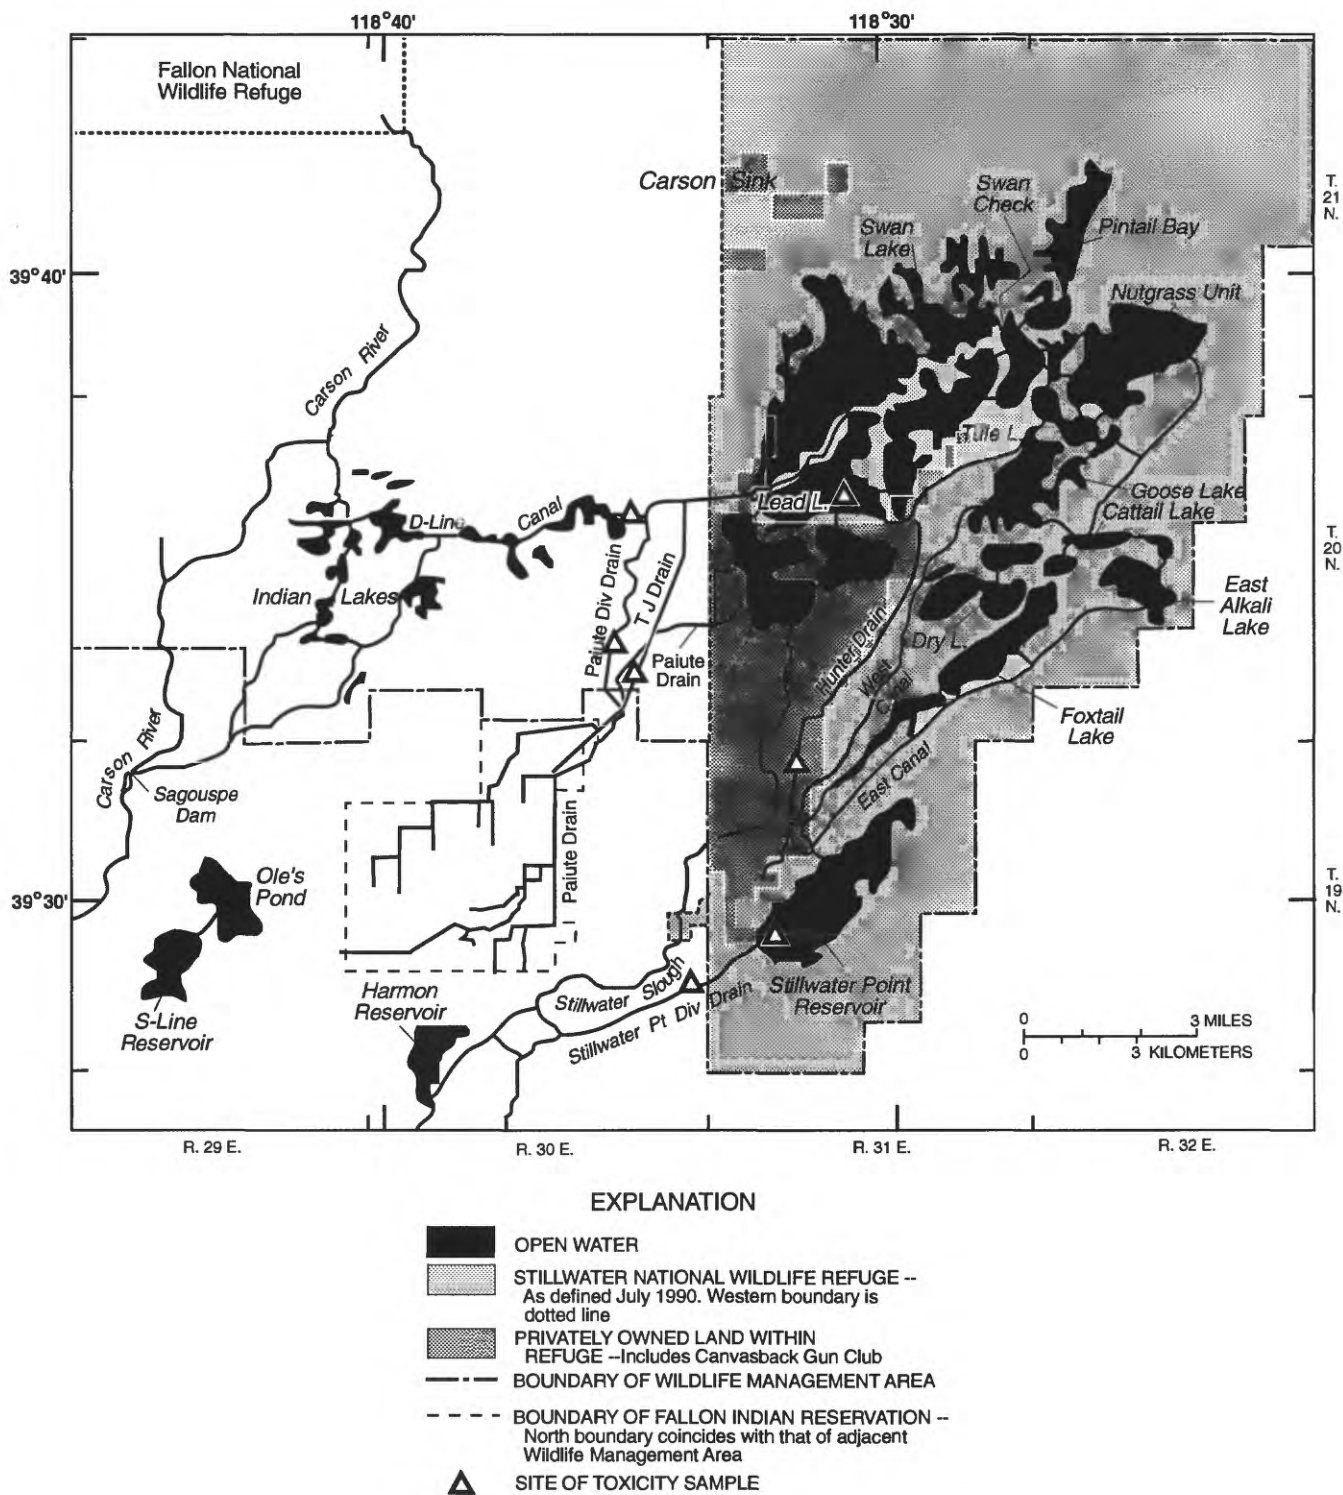 118°40'
118°30'
Fallon National
Wildlife Refuge
Carson Sink
Swan
Check
Swan
Lake
Pintail Bay
T.
21
N.
39°40'
Nutgrass Unit
Carson River
Tule L.
Lead L.
Goose Lake
Cattail Lake
D-Line Canal
T.
20
N.
Indian Lakes
Paiute Div Drain
T J Drain
Paiute
Drain
Hunter Drain
West
Canal
Dry L.
East
Alkali
Lake
Foxtail
Lake
Carson River
Sagouspe
Dam
East Canal
Paiute Drain
Ole's
Pond
39°30'
T.
19
N.
S-Line
Reservoir
Harmon
Reservoir
Stillwater Slough
Stillwater Pt Div Drain
Stillwater Point
Reservoir
0 3 MILES
0 3 KILOMETERS
R. 29 E.
R. 30 E.
R. 31 E.
R. 32 E.
EXPLANATION
OPEN WATER
STILLWATER NATIONAL WILDLIFE REFUGE --
As defined July 1990. Western boundary is
dotted line
PRIVATELY OWNED LAND WITHIN
REFUGE --Includes Canvasback Gun Club
BOUNDARY OF WILDLIFE MANAGEMENT AREA
BOUNDARY OF FALLON INDIAN RESERVATION --
North boundary coincides with that of adjacent
Wildlife Management Area
SITE OF TOXICITY SAMPLE